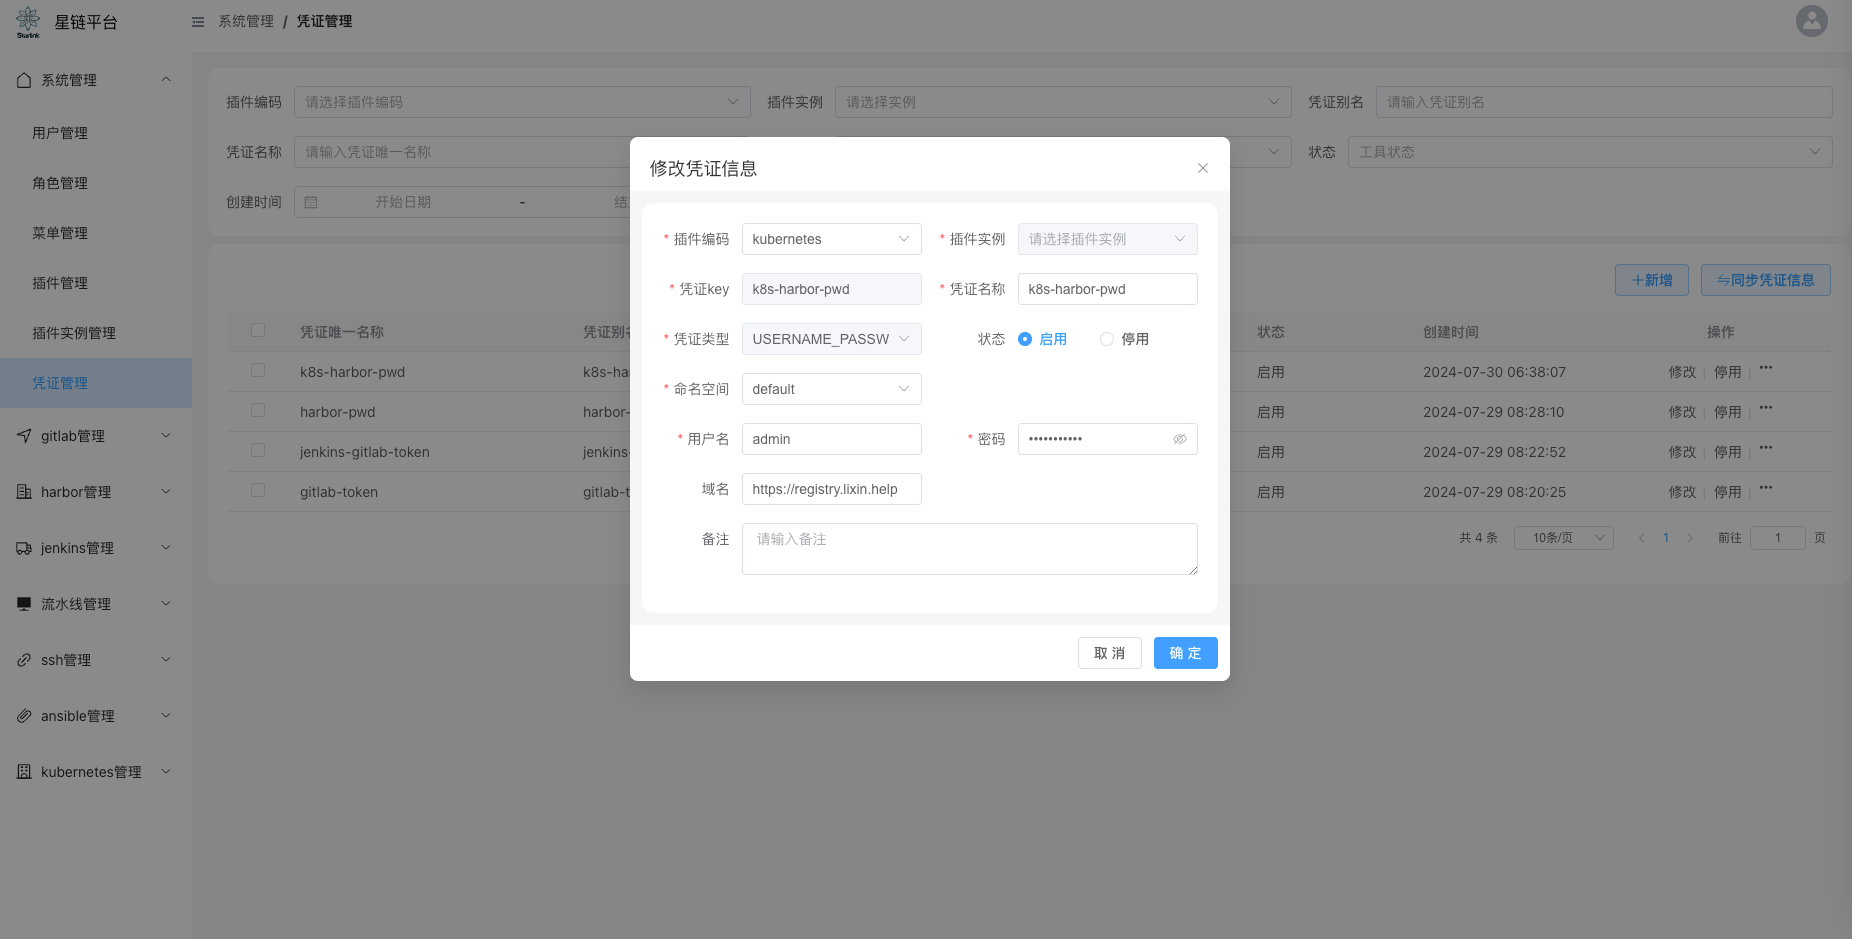 星链平台
Starlink
系统管理 / 凭证管理
系统管理
用户管理
角色管理
菜单管理
插件管理
插件实例管理
凭证管理
gitlab管理
harbor管理
jenkins管理
流水线管理
ssh管理
ansible管理
kubernetes管理
插件编码 请选择插件编码 插件实例 请选择实例 凭证别名 请输入凭证别名
凭证名称 请输入凭证唯一名称 状态 工具状态
创建时间 开始日期 -
新增 同步凭证信息
凭证唯一名称 状态 创建时间 操作
k8s-harbor-pwd k8s-ha 启用 2024-07-30 06:38:07 修改 停用 ...
harbor-pwd harbor- 启用 2024-07-29 08:28:10 修改 停用 ...
jenkins-gitlab-token jenkins- 启用 2024-07-29 08:22:52 修改 停用 ...
gitlab-token gitlab-t 启用 2024-07-29 08:20:25 修改 停用 ...
共 4 条 10条/页 1 前往 1 页
修改凭证信息
* 插件编码 kubernetes * 插件实例 请选择插件实例
* 凭证key k8s-harbor-pwd * 凭证名称 k8s-harbor-pwd
* 凭证类型 USERNAME_PASSW 状态 启用 停用
* 命名空间 default
* 用户名 admin * 密码 •••••••••••
域名 https://registry.lixin.help
备注 请输入备注
取 消 确 定